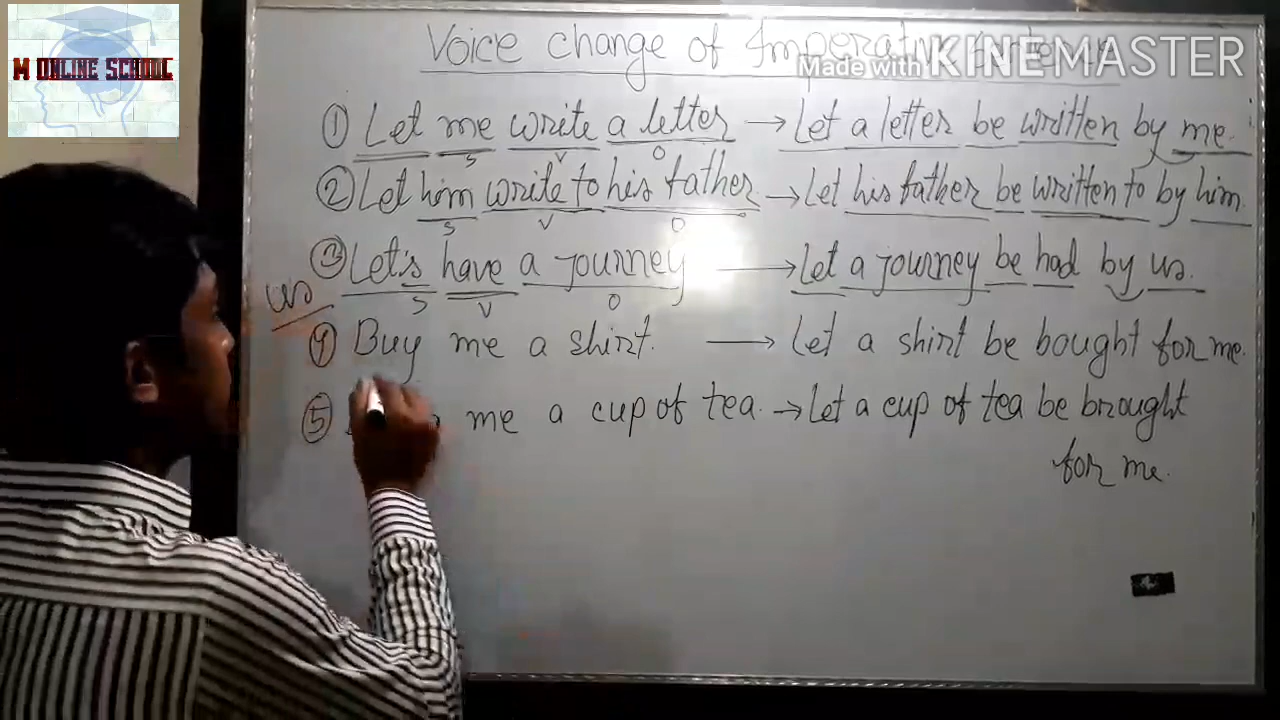 M ONLINE SCHOOL
Voice change of
Made with KINEMASTER
① Let me write a letter → Let a letter be written by me.
S V O
② Let him write to his father. → Let his father be written to by him.
S V O
③ Let's have a journey → Let a journey be had by us.
us S V O
④ Buy me a shirt. → Let a shirt be bought for me.
⑤ me a cup of tea. → Let a cup of tea be brought
for me.